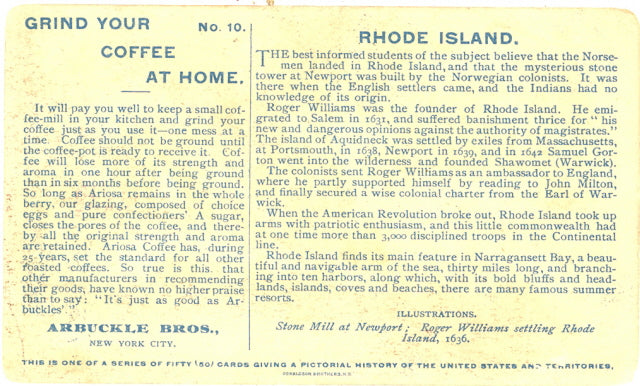 GRIND YOUR No. 10.
COFFEE
AT HOME.
It will pay you well to keep a small cof-
fee-mill in your kitchen and grind your
coffee just as you use it—one mess at a
time. Coffee should not be ground until
the coffee-pot is ready to receive it. Cof-
fee will lose more of its strength and
aroma in one hour after being ground
than in six months before being ground.
So long as Ariosa remains in the whole
berry, our glazing, composed of choice
eggs and pure confectioners' A sugar,
closes the pores of the coffee, and there-
by all the original strength and aroma
are retained. Ariosa Coffee has, during
25 years, set the standard for all other
roasted coffees. So true is this, that
other manufacturers in recommending
their goods, have known no higher praise
than to say: "It's just as good as Ar-
buckles'."
ARBUCKLE BROS.,
NEW YORK CITY.
RHODE ISLAND.
THE best informed students of the subject believe that the Norse-
men landed in Rhode Island, and that the mysterious stone
tower at Newport was built by the Norwegian colonists. It was
there when the English settlers came, and the Indians had no
knowledge of its origin.
Roger Williams was the founder of Rhode Island. He emi-
grated to Salem in 1631, and suffered banishment thrice for "his
new and dangerous opinions against the authority of magistrates."
The island of Aquidneck was settled by exiles from Massachusetts,
at Portsmouth, in 1638, Newport in 1639, and in 1642 Samuel Gor-
ton went into the wilderness and founded Shawomet (Warwick).
The colonists sent Roger Williams as an ambassador to England,
where he partly supported himself by reading to John Milton,
and finally secured a wise colonial charter from the Earl of War-
wick.
When the American Revolution broke out, Rhode Island took up
arms with patriotic enthusiasm, and this little commonwealth had
at one time more than 3,000 disciplined troops in the Continental
line.
Rhode Island finds its main feature in Narragansett Bay, a beau-
tiful and navigable arm of the sea, thirty miles long, and branch-
ing into ten harbors, along which, with its bold bluffs and head-
lands, islands, coves and beaches, there are many famous summer
resorts.
ILLUSTRATIONS.
Stone Mill at Newport; Roger Williams settling Rhode
Island, 1636.
THIS IS ONE OF A SERIES OF FIFTY (50) CARDS GIVING A PICTORIAL HISTORY OF THE UNITED STATES AND TERRITORIES,
DONALDSON BROTHERS, N.Y.